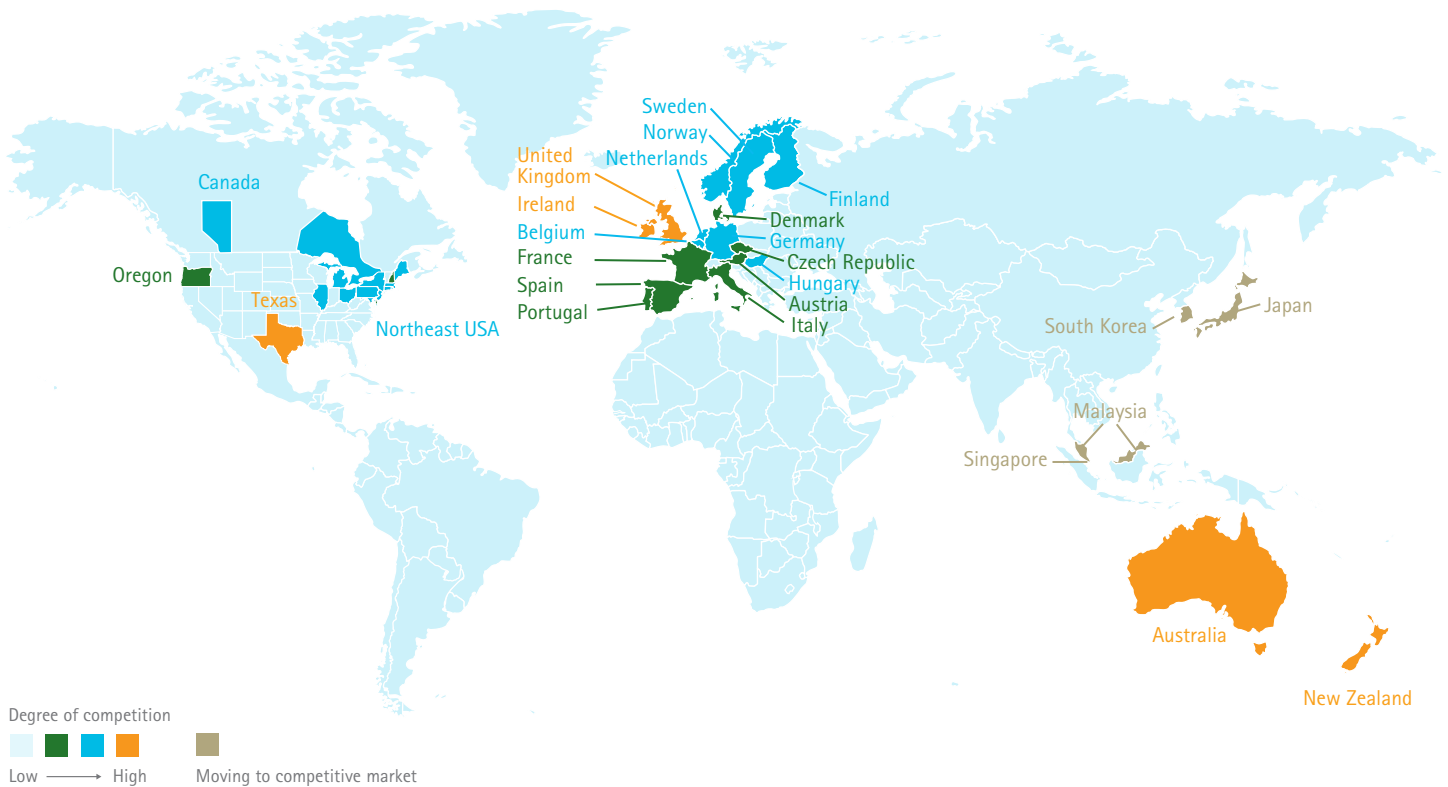 Sweden
Norway
Netherlands
United
Kingdom
Ireland
Belgium
France
Spain
Portugal
Finland
Denmark
Germany
Czech Republic
Hungary
Austria
Italy
Canada
Oregon
Texas
Northeast USA
Japan
South Korea
Malaysia
Singapore
Australia
New Zealand
Degree of competition
Low High
Moving to competitive market